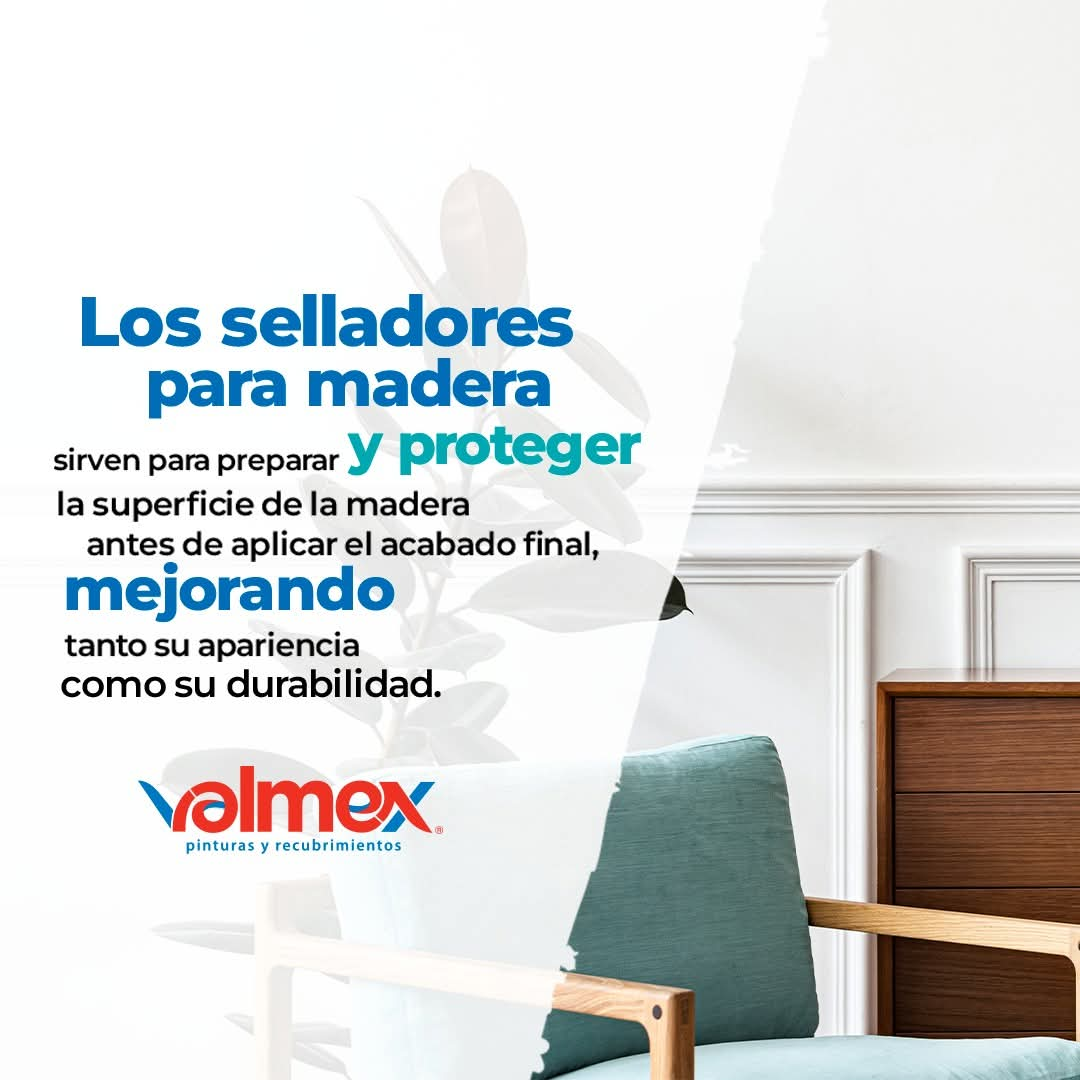 Los selladores
para madera
sirven para preparar y proteger
la superficie de la madera
antes de aplicar el acabado final,
mejorando
tanto su apariencia
como su durabilidad.
Valmex®
pinturas y recubrimientos